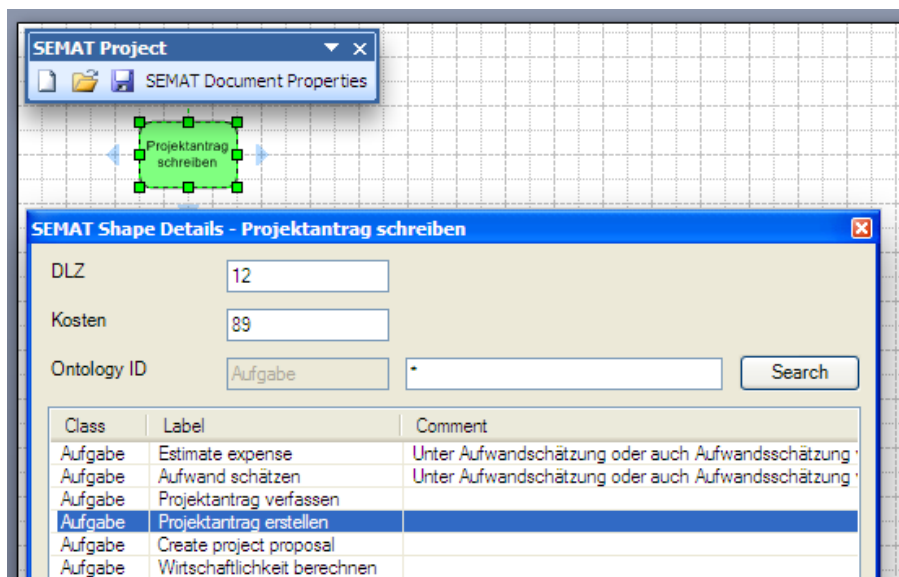 SEMAT Project
SEMAT Document Properties
Projektantrag
schreiben
SEMAT Shape Details - Projektantrag schreiben
DLZ 12
Kosten 89
Ontology ID Aufgabe * Search
Class Label Comment
Aufgabe Estimate expense Unter Aufwandschätzung oder auch Aufwandsschätzung
Aufgabe Aufwand schätzen Unter Aufwandschätzung oder auch Aufwandsschätzung
Aufgabe Projektantrag verfassen
Aufgabe Projektantrag erstellen
Aufgabe Create project proposal
Aufgabe Wirtschaftlichkeit berechnen